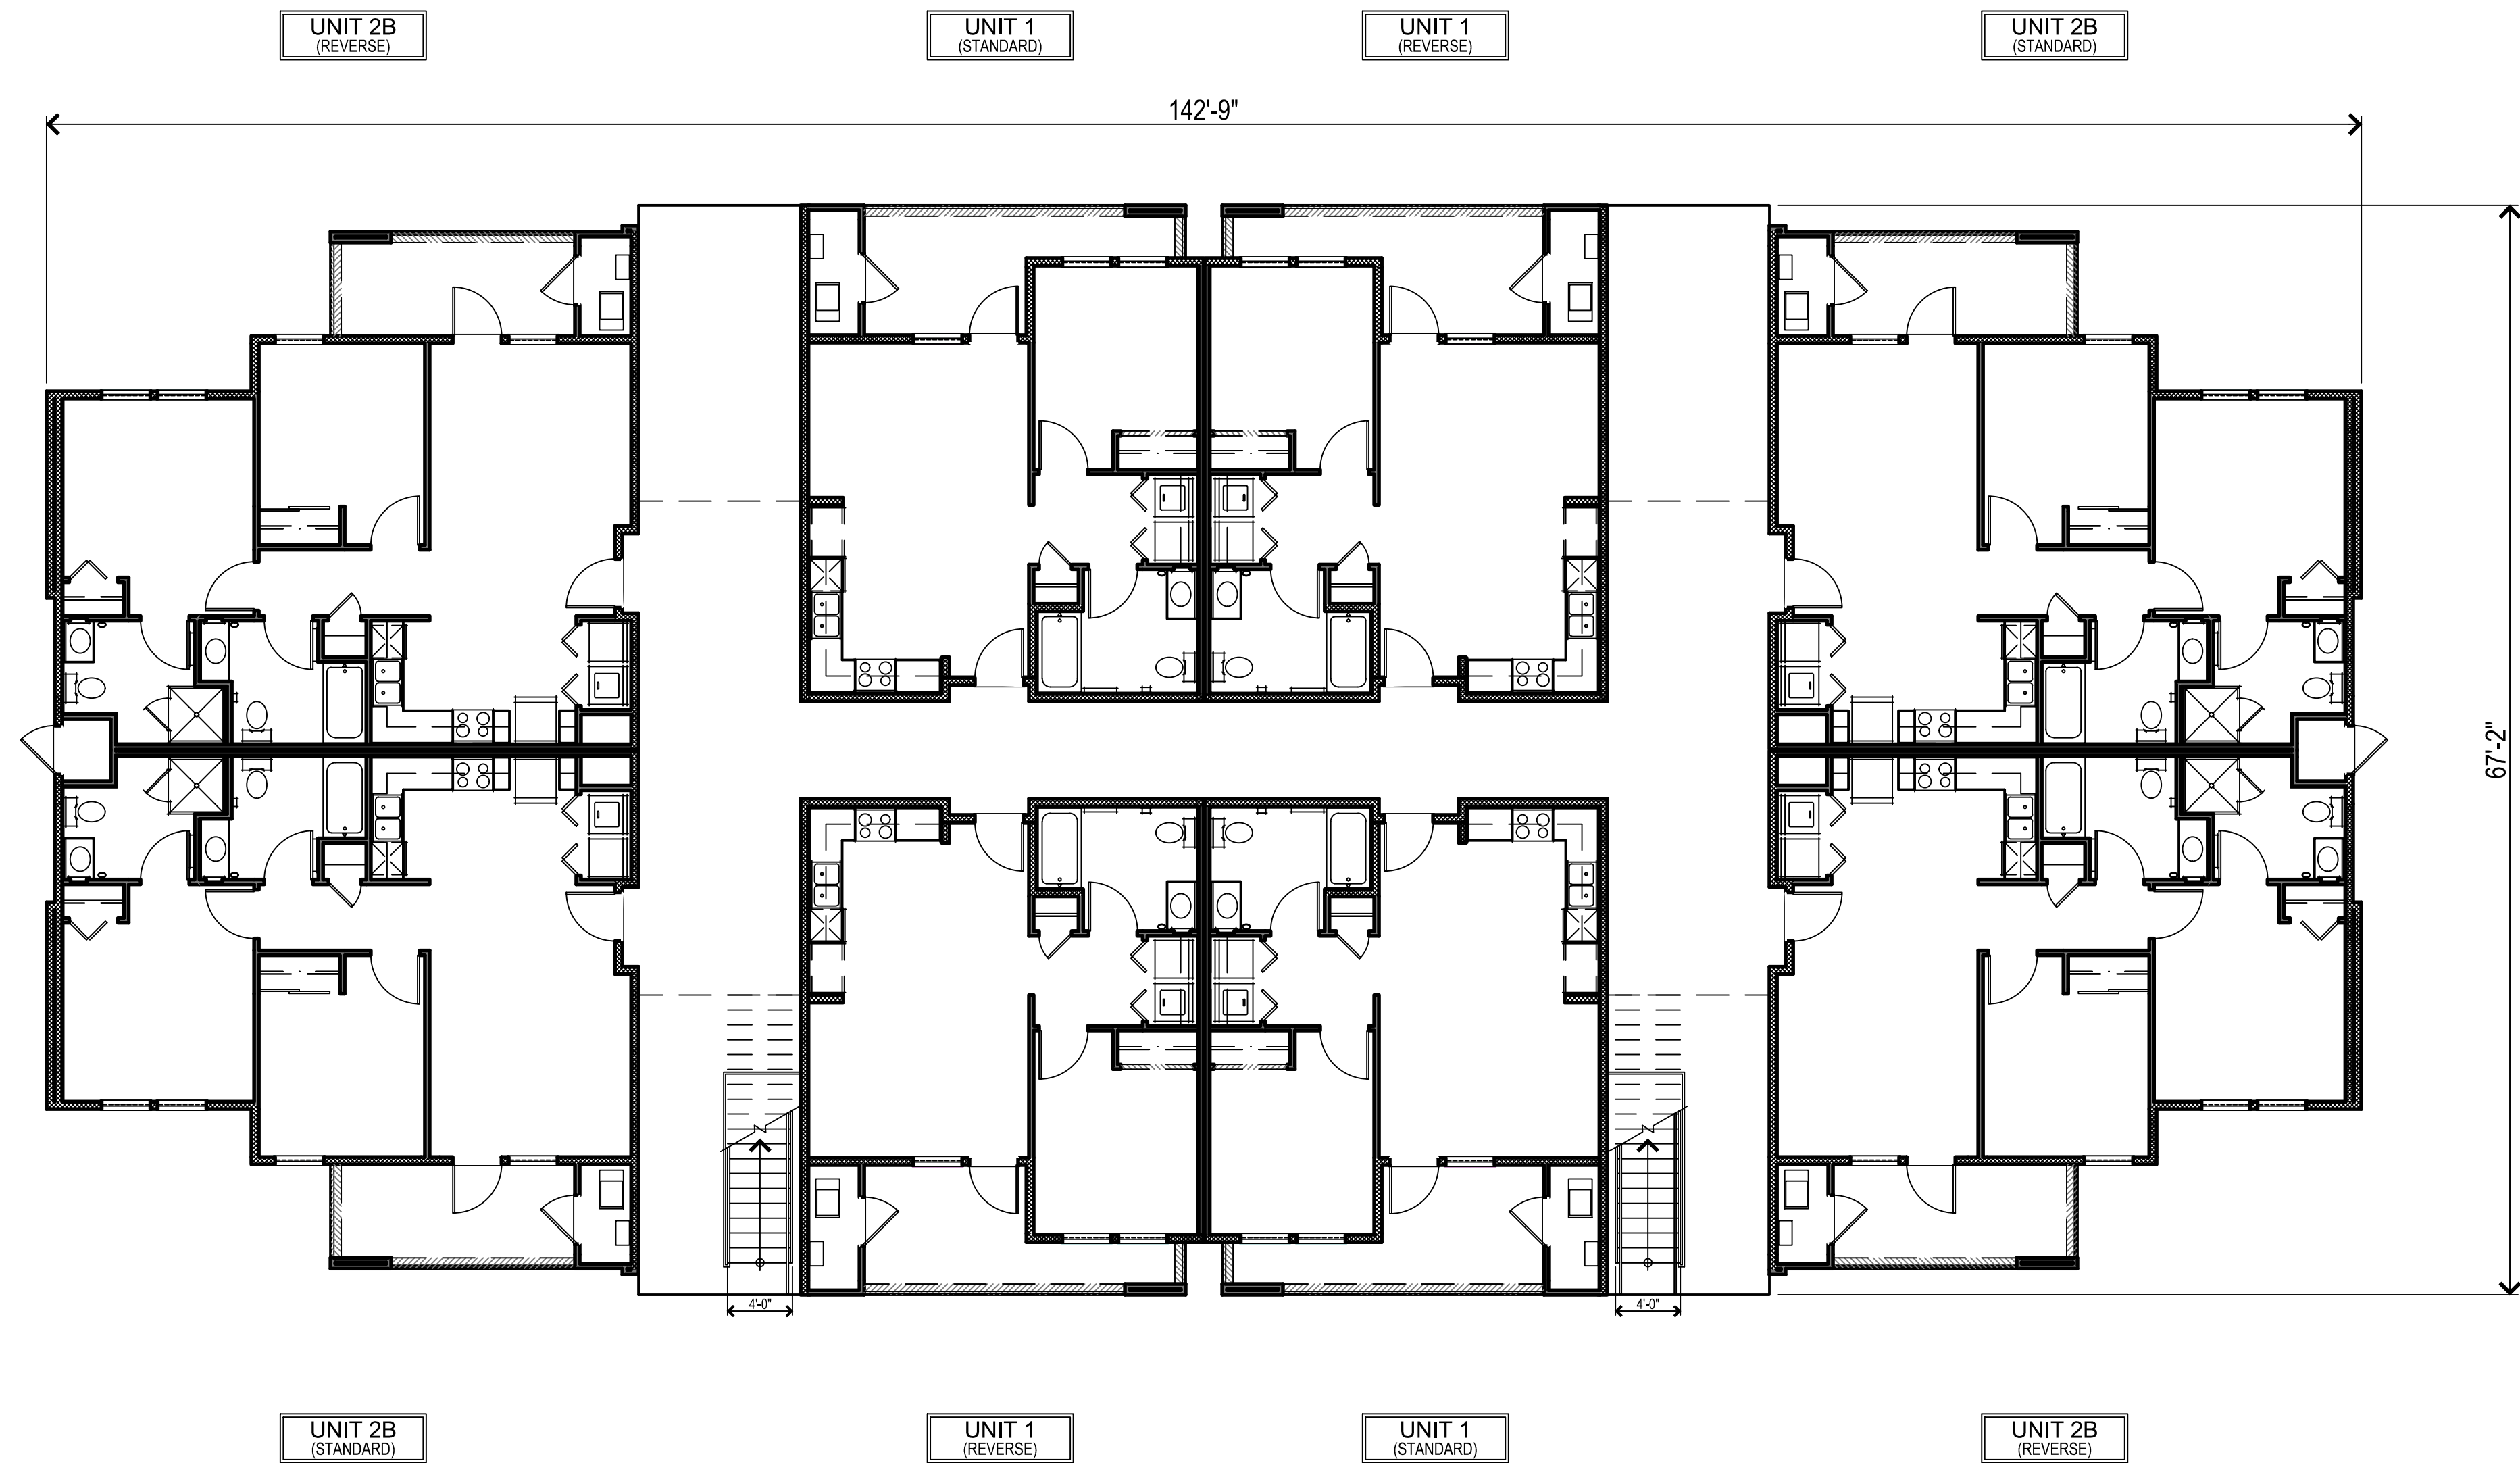 UNIT 2B
(REVERSE)
UNIT 1
(STANDARD)
UNIT 1
(REVERSE)
UNIT 2B
(STANDARD)
142'-9"
67'-2"
4'-0"
4'-0"
UNIT 2B
(STANDARD)
UNIT 1
(REVERSE)
UNIT 1
(STANDARD)
UNIT 2B
(REVERSE)